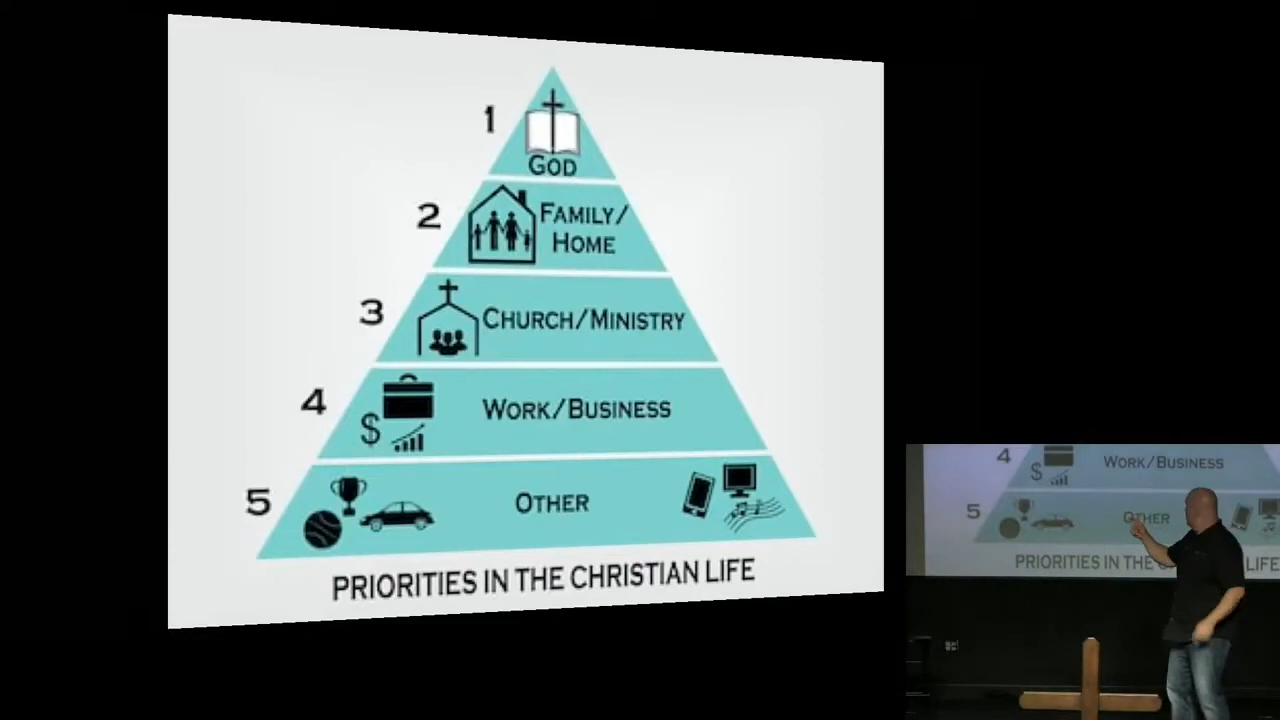 1
GOD
2
FAMILY/
HOME
3
CHURCH/MINISTRY
4
$
WORK/BUSINESS
5
OTHER
PRIORITIES IN THE CHRISTIAN LIFE
4
$
WORK/BUSINESS
5
OTHER
PRIORITIES IN THE LIFE